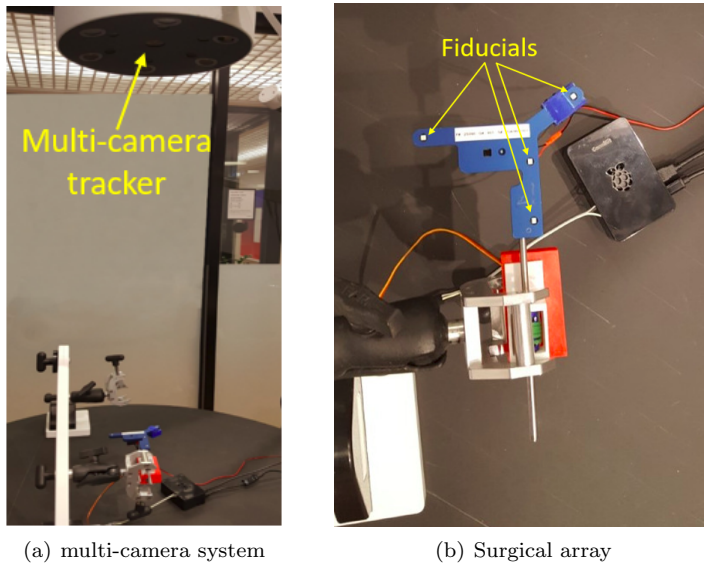 Multi-camera
tracker
Fiducials
(a) multi-camera system
(b) Surgical array